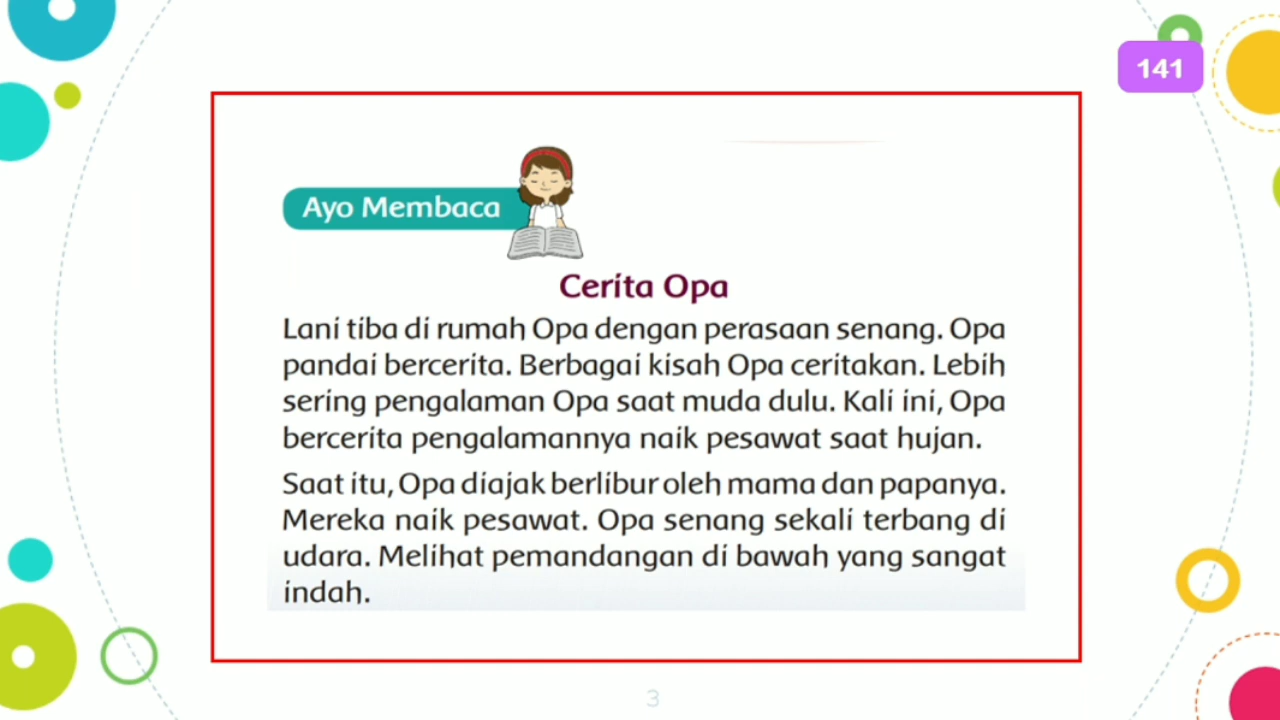 141
Ayo Membaca
Cerita Opa
Lani tiba di rumah Opa dengan perasaan senang. Opa
pandai bercerita. Berbagai kisah Opa ceritakan. Lebih
sering pengalaman Opa saat muda dulu. Kali ini, Opa
bercerita pengalamannya naik pesawat saat hujan.
Saat itu, Opa diajak berlibur oleh mama dan papanya.
Mereka naik pesawat. Opa senang sekali terbang di
udara. Melihat pemandangan di bawah yang sangat
indah.
3